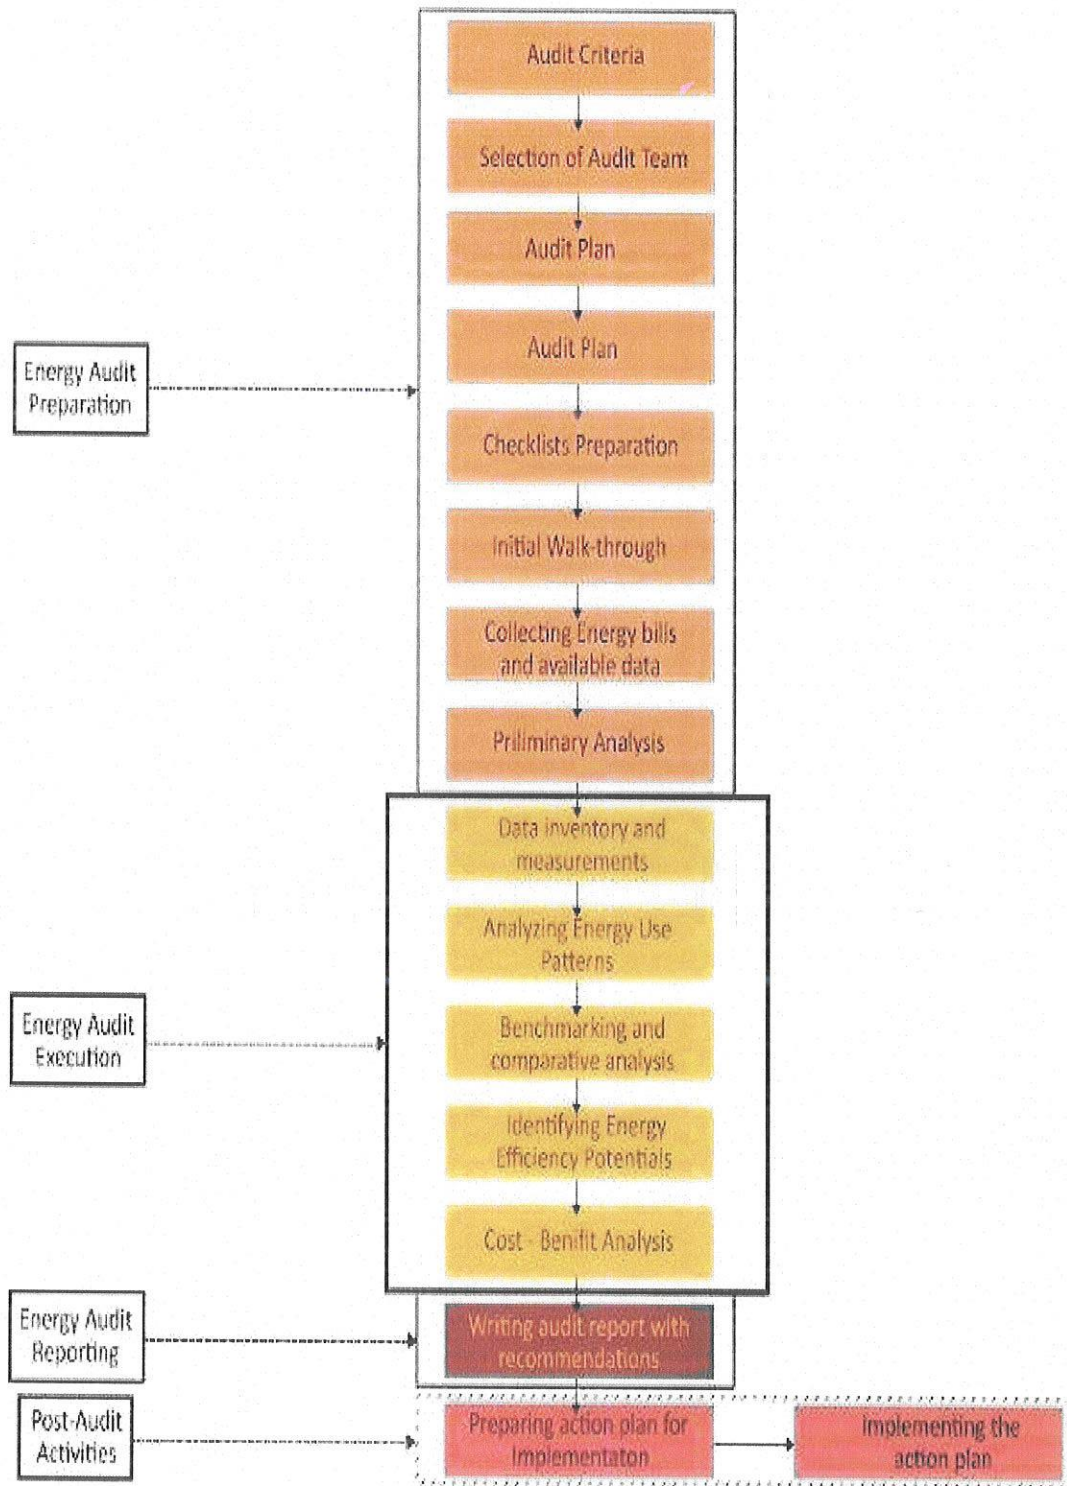 Audit Criteria
Selection of Audit Team
Audit Plan
Audit Plan
Energy Audit
Preparation
Checklists Preparation
Initial Walk-through
Collecting Energy bills
and available data
Priliminary Analysis
Data inventory and
measurements
Analyzing Energy Use
Patterns
Energy Audit
Execution
Benchmarking and
comparative analysis
Identifying Energy
Efficiency Potentials
Cost - Benifit Analysis
Energy Audit
Reporting
Writing audit report with
recommendations
Post-Audit
Activities
Preparing action plan for
Implementaton
implementing the
action plan